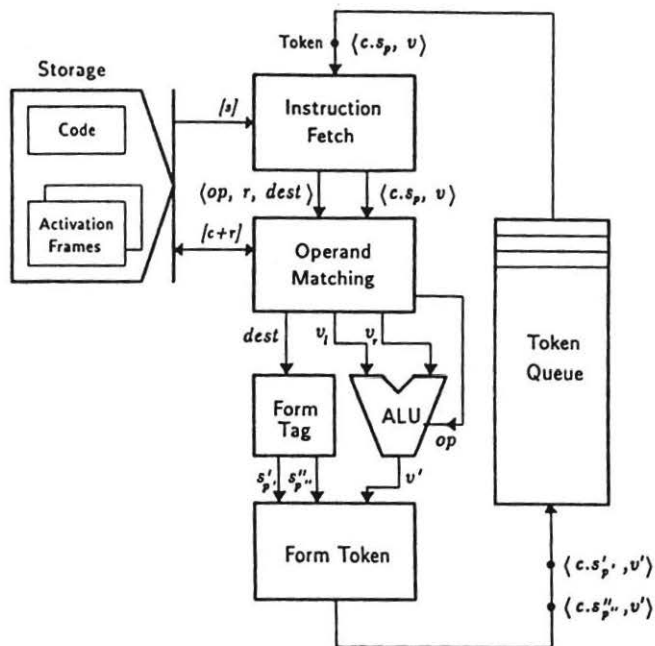 Token ⟨c.s_p, v⟩
Storage
Code
[s]
Instruction
Fetch
⟨op, r, dest⟩ ⟨c.s_p, v⟩
Activation
Frames
[c+r]
Operand
Matching
Token
Queue
dest v_l v_r
Form
Tag
ALU
op
s'_p' s''_p'' v'
Form Token
⟨c.s'_p', v'⟩
⟨c.s''_p'', v'⟩